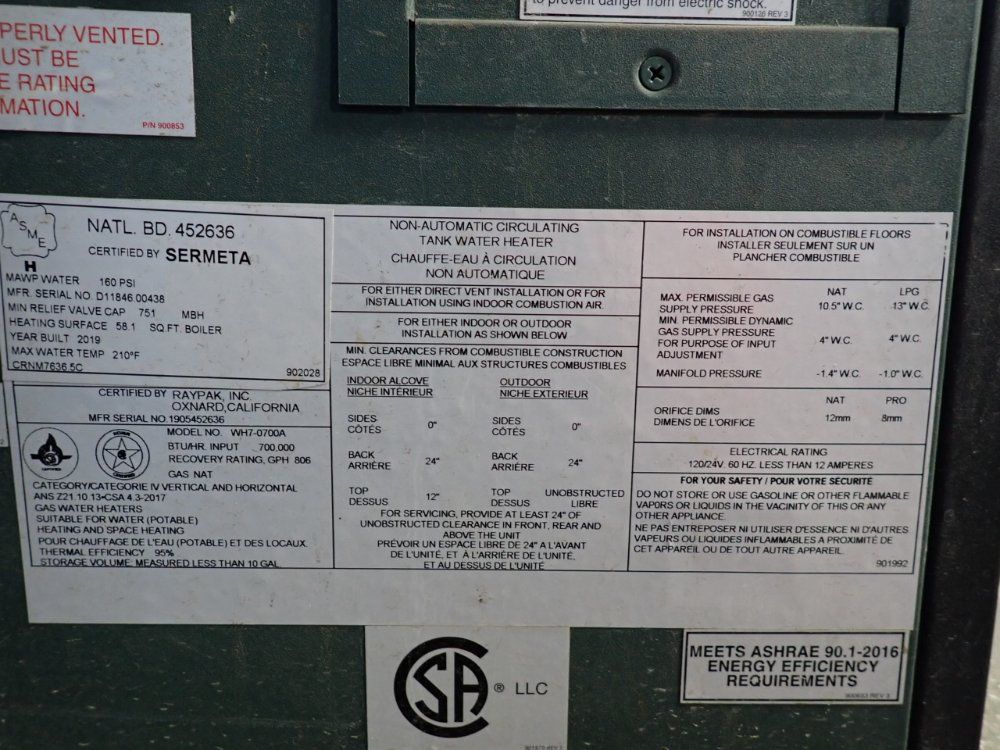 to prevent danger from electric shock.
900126 REV 3
PERLY VENTED.
UST BE
E RATING
MATION.
P/N 900853
ASME
H
NATL. BD. 452636
CERTIFIED BY SERMETA
MAWP WATER 160 PSI
MFR. SERIAL NO. D11846.00438
MIN RELIEF VALVE CAP 751 MBH
HEATING SURFACE 58.1 SQ.FT. BOILER
YEAR BUILT 2019
MAX WATER TEMP 210°F
CRNM7636.5C
902028
CERTIFIED BY RAYPAK, INC.
OXNARD,CALIFORNIA
MFR SERIAL NO 1905452636
MODEL NO. WH7-0700A
BTU/HR. INPUT 700,000
RECOVERY RATING, GPH 806
GAS NAT
CATEGORY/CATEGORIE IV VERTICAL AND HORIZONTAL
ANS Z21.10.13•CSA 4.3-2017
GAS WATER HEATERS
SUITABLE FOR WATER (POTABLE)
HEATING AND SPACE HEATING
POUR CHAUFFAGE DE L'EAU (POTABLE) ET DES LOCAUX.
THERMAL EFFICIENCY 95%
STORAGE VOLUME: MEASURED LESS THAN 10 GAL
NON-AUTOMATIC CIRCULATING
TANK WATER HEATER
CHAUFFE-EAU À CIRCULATION
NON AUTOMATIQUE
FOR EITHER DIRECT VENT INSTALLATION OR FOR
INSTALLATION USING INDOOR COMBUSTION AIR.
FOR EITHER INDOOR OR OUTDOOR
INSTALLATION AS SHOWN BELOW
MIN. CLEARANCES FROM COMBUSTIBLE CONSTRUCTION
ESPACE LIBRE MINIMAL AUX STRUCTURES COMBUSTIBLES
INDOOR ALCOVE OUTDOOR
NICHE INTÉRIEUR NICHE EXTERIEUR
SIDES 0" SIDES 0"
CÔTÉS CÔTÉS
BACK 24" BACK 24"
ARRIÈRE ARRIÈRE
TOP 12" TOP UNOBSTRUCTED
DESSUS DESSUS LIBRE
FOR SERVICING, PROVIDE AT LEAST 24" OF
UNOBSTRUCTED CLEARANCE IN FRONT, REAR AND
ABOVE THE UNIT
PRÉVOIR UN ESPACE LIBRE DE 24" A L'AVANT
DE L'UNITÉ, ET À L'ARRIÈRE DE L'UNITÉ,
ET AU DESSUS DE L'UNITÉ
FOR INSTALLATION ON COMBUSTIBLE FLOORS
INSTALLER SEULEMENT SUR UN
PLANCHER COMBUSTIBLE
NAT LPG
MAX. PERMISSIBLE GAS
SUPPLY PRESSURE 10.5" W.C. 13" W.C.
MIN. PERMISSIBLE DYNAMIC
GAS SUPPLY PRESSURE
FOR PURPOSE OF INPUT 4" W.C. 4" W.C.
ADJUSTMENT
MANIFOLD PRESSURE -1.4" W.C. -1.0" W.C.
NAT PRO
ORIFICE DIMS 12mm 8mm
DIMENS DE L'ORIFICE
ELECTRICAL RATING
120/24V. 60 HZ. LESS THAN 12 AMPERES
FOR YOUR SAFETY / POUR VÔTRE SÉCURITÉ
DO NOT STORE OR USE GASOLINE OR OTHER FLAMMABLE
VAPORS OR LIQUIDS IN THE VACINITY OF THIS OR ANY
OTHER APPLIANCE.
NE PAS ENTREPOSER NI UTILISER D'ESSENCE NI D'AUTRES
VAPEURS OU LIQUIDES INFLAMMABLES A PROXIMITÉ DE
CET APPAREIL OU DE TOUT AUTRE APPAREIL.
901992
CSA ® LLC
MEETS ASHRAE 90.1-2016
ENERGY EFFICIENCY
REQUIREMENTS